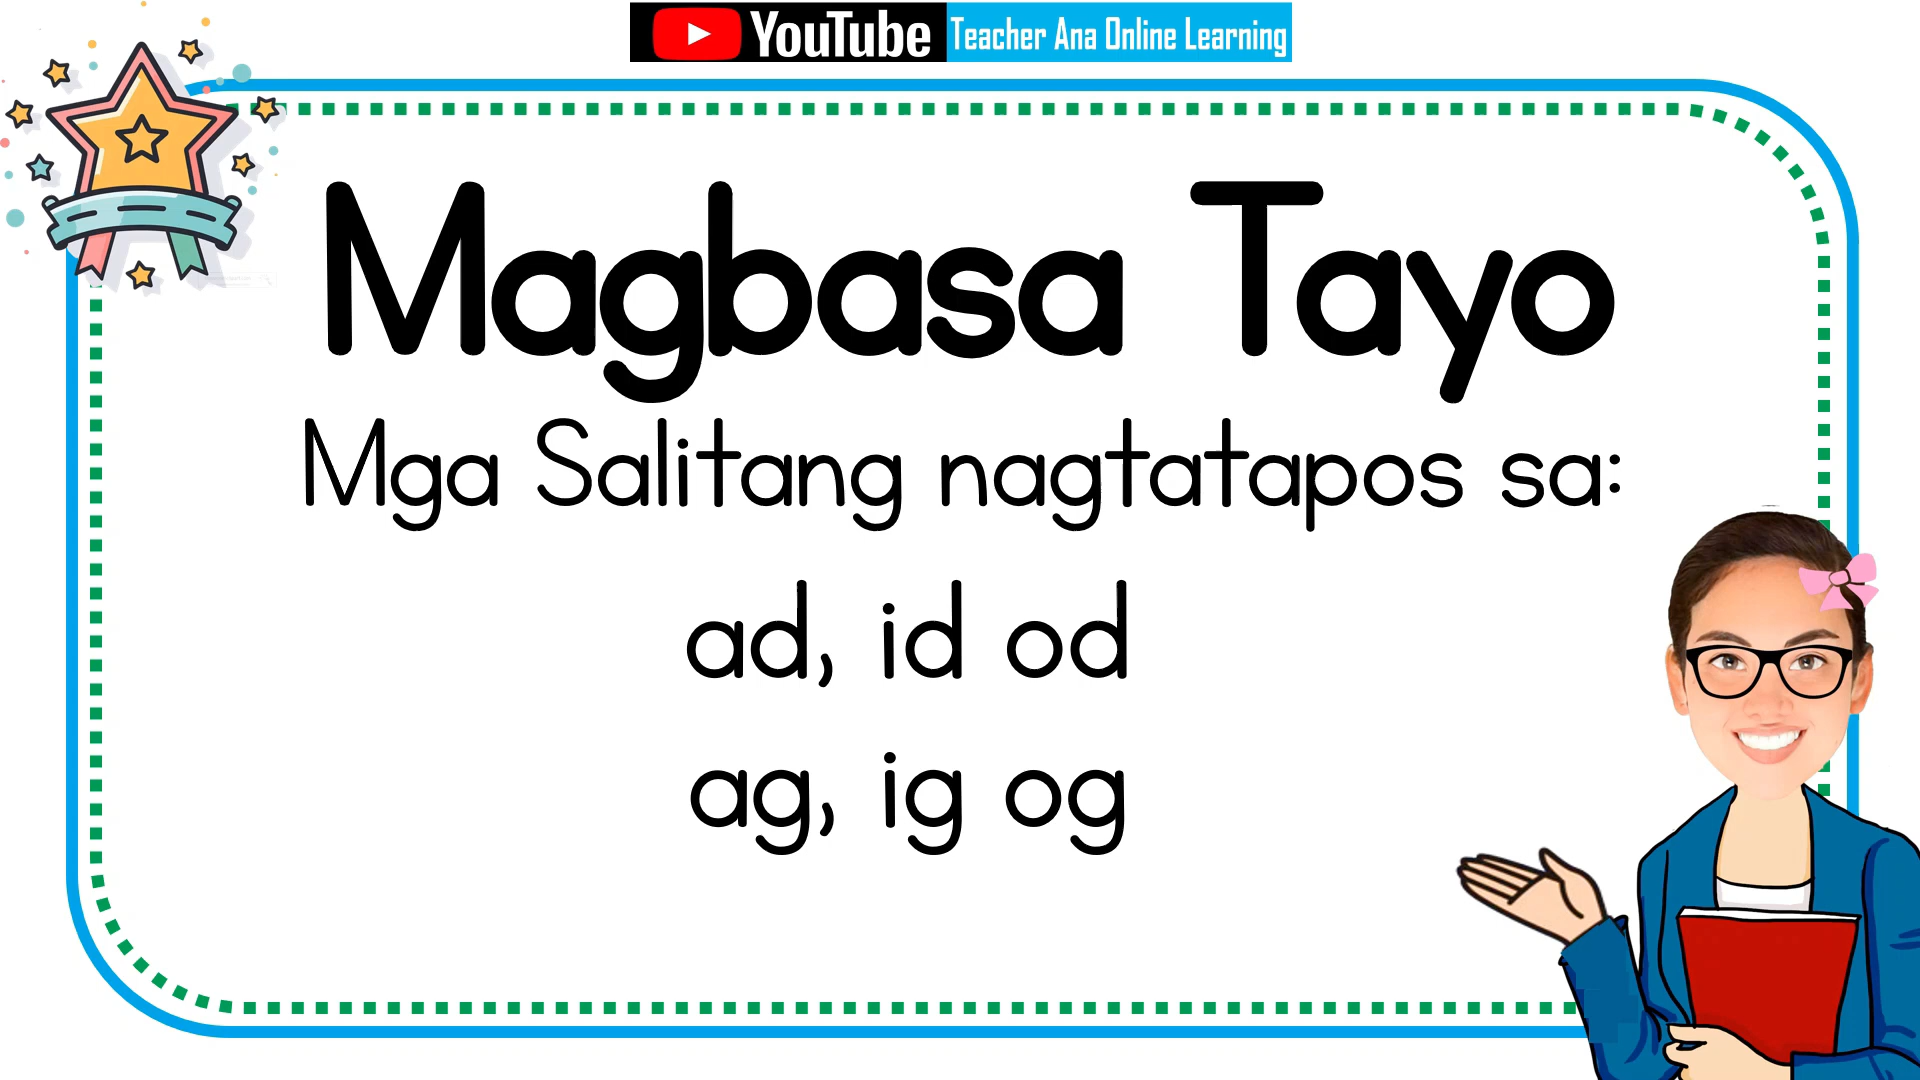 YouTube Teacher Ana Online Learning
Magbasa Tayo
Mga Salitang nagtatapos sa:
ad, id od
ag, ig og